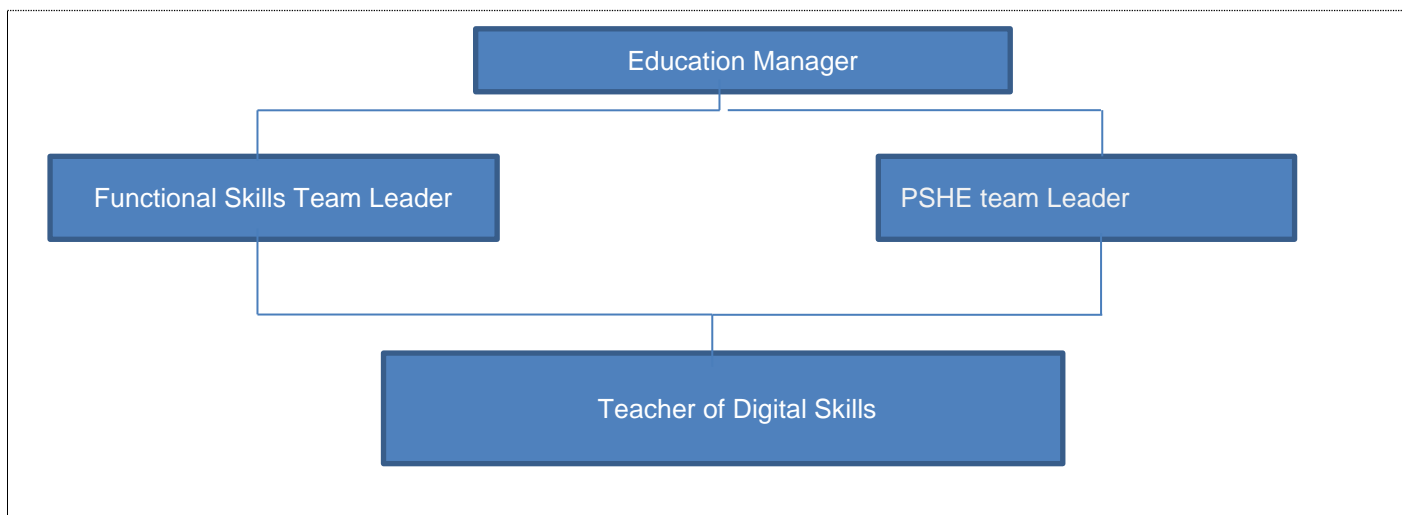 Education Manager
Functional Skills Team Leader
PSHE team Leader
Teacher of Digital Skills